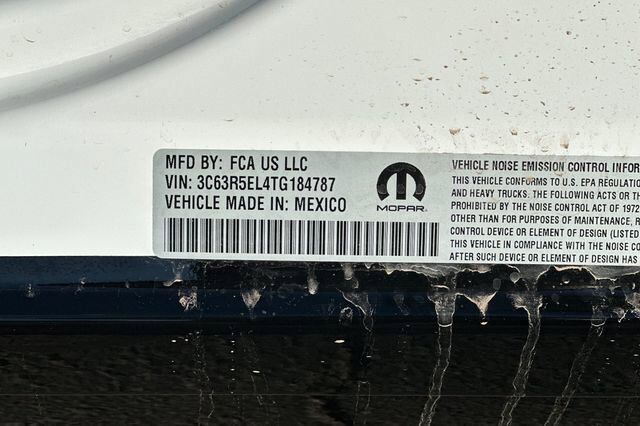 MFD BY: FCA US LLC
VIN: 3C63R5EL4TG184787
VEHICLE MADE IN: MEXICO
MOPAR
VEHICLE NOISE EMISSION CONTROL INFOR
THIS VEHICLE CONFORMS TO U.S. EPA REGULATIO
AND HEAVY TRUCKS. THE FOLLOWING ACTS OR TH
PROHIBITED BY THE NOISE CONTROL ACT OF 1972
OTHER THAN FOR PURPOSES OF MAINTENANCE, R
CONTROL DEVICE OR ELEMENT OF DESIGN (LISTED
THIS VEHICLE IN COMPLIANCE WITH THE NOISE CO
AFTER SUCH DEVICE OR ELEMENT OF DESIGN HAS